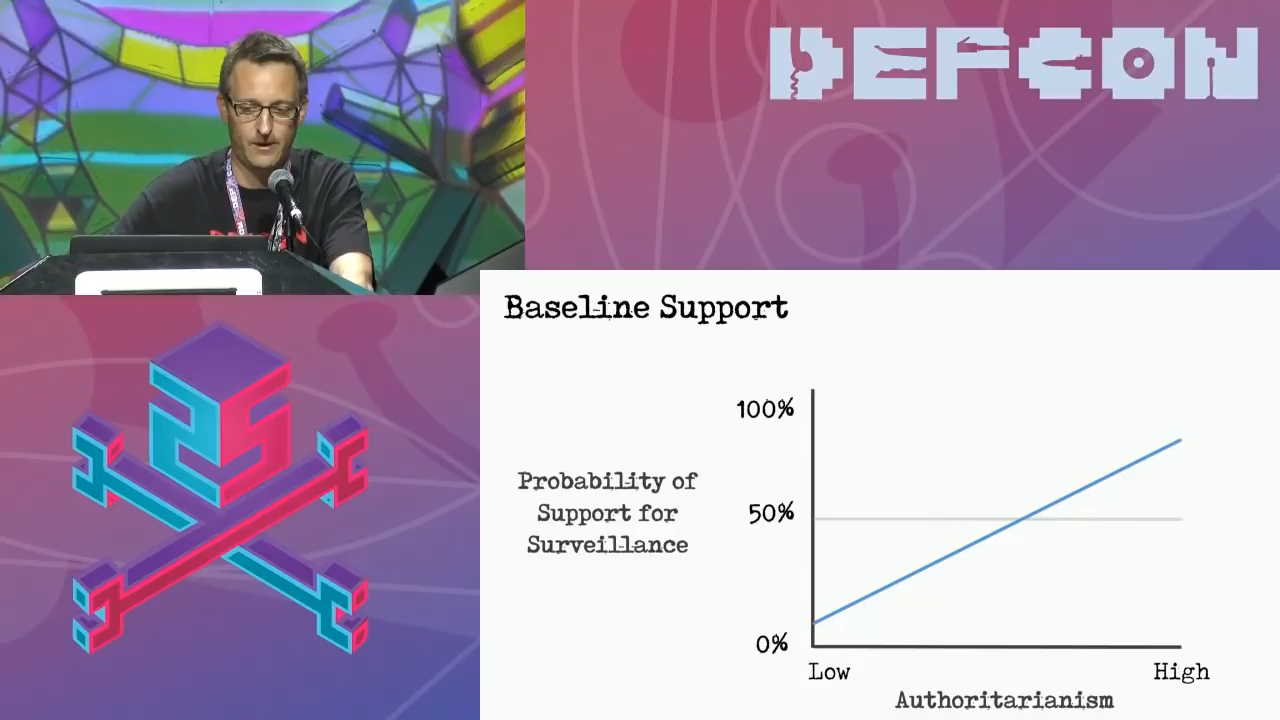 DEFCON
Baseline Support
100%
Probability of
Support for
Surveillance
50%
0%
Low
High
Authoritarianism